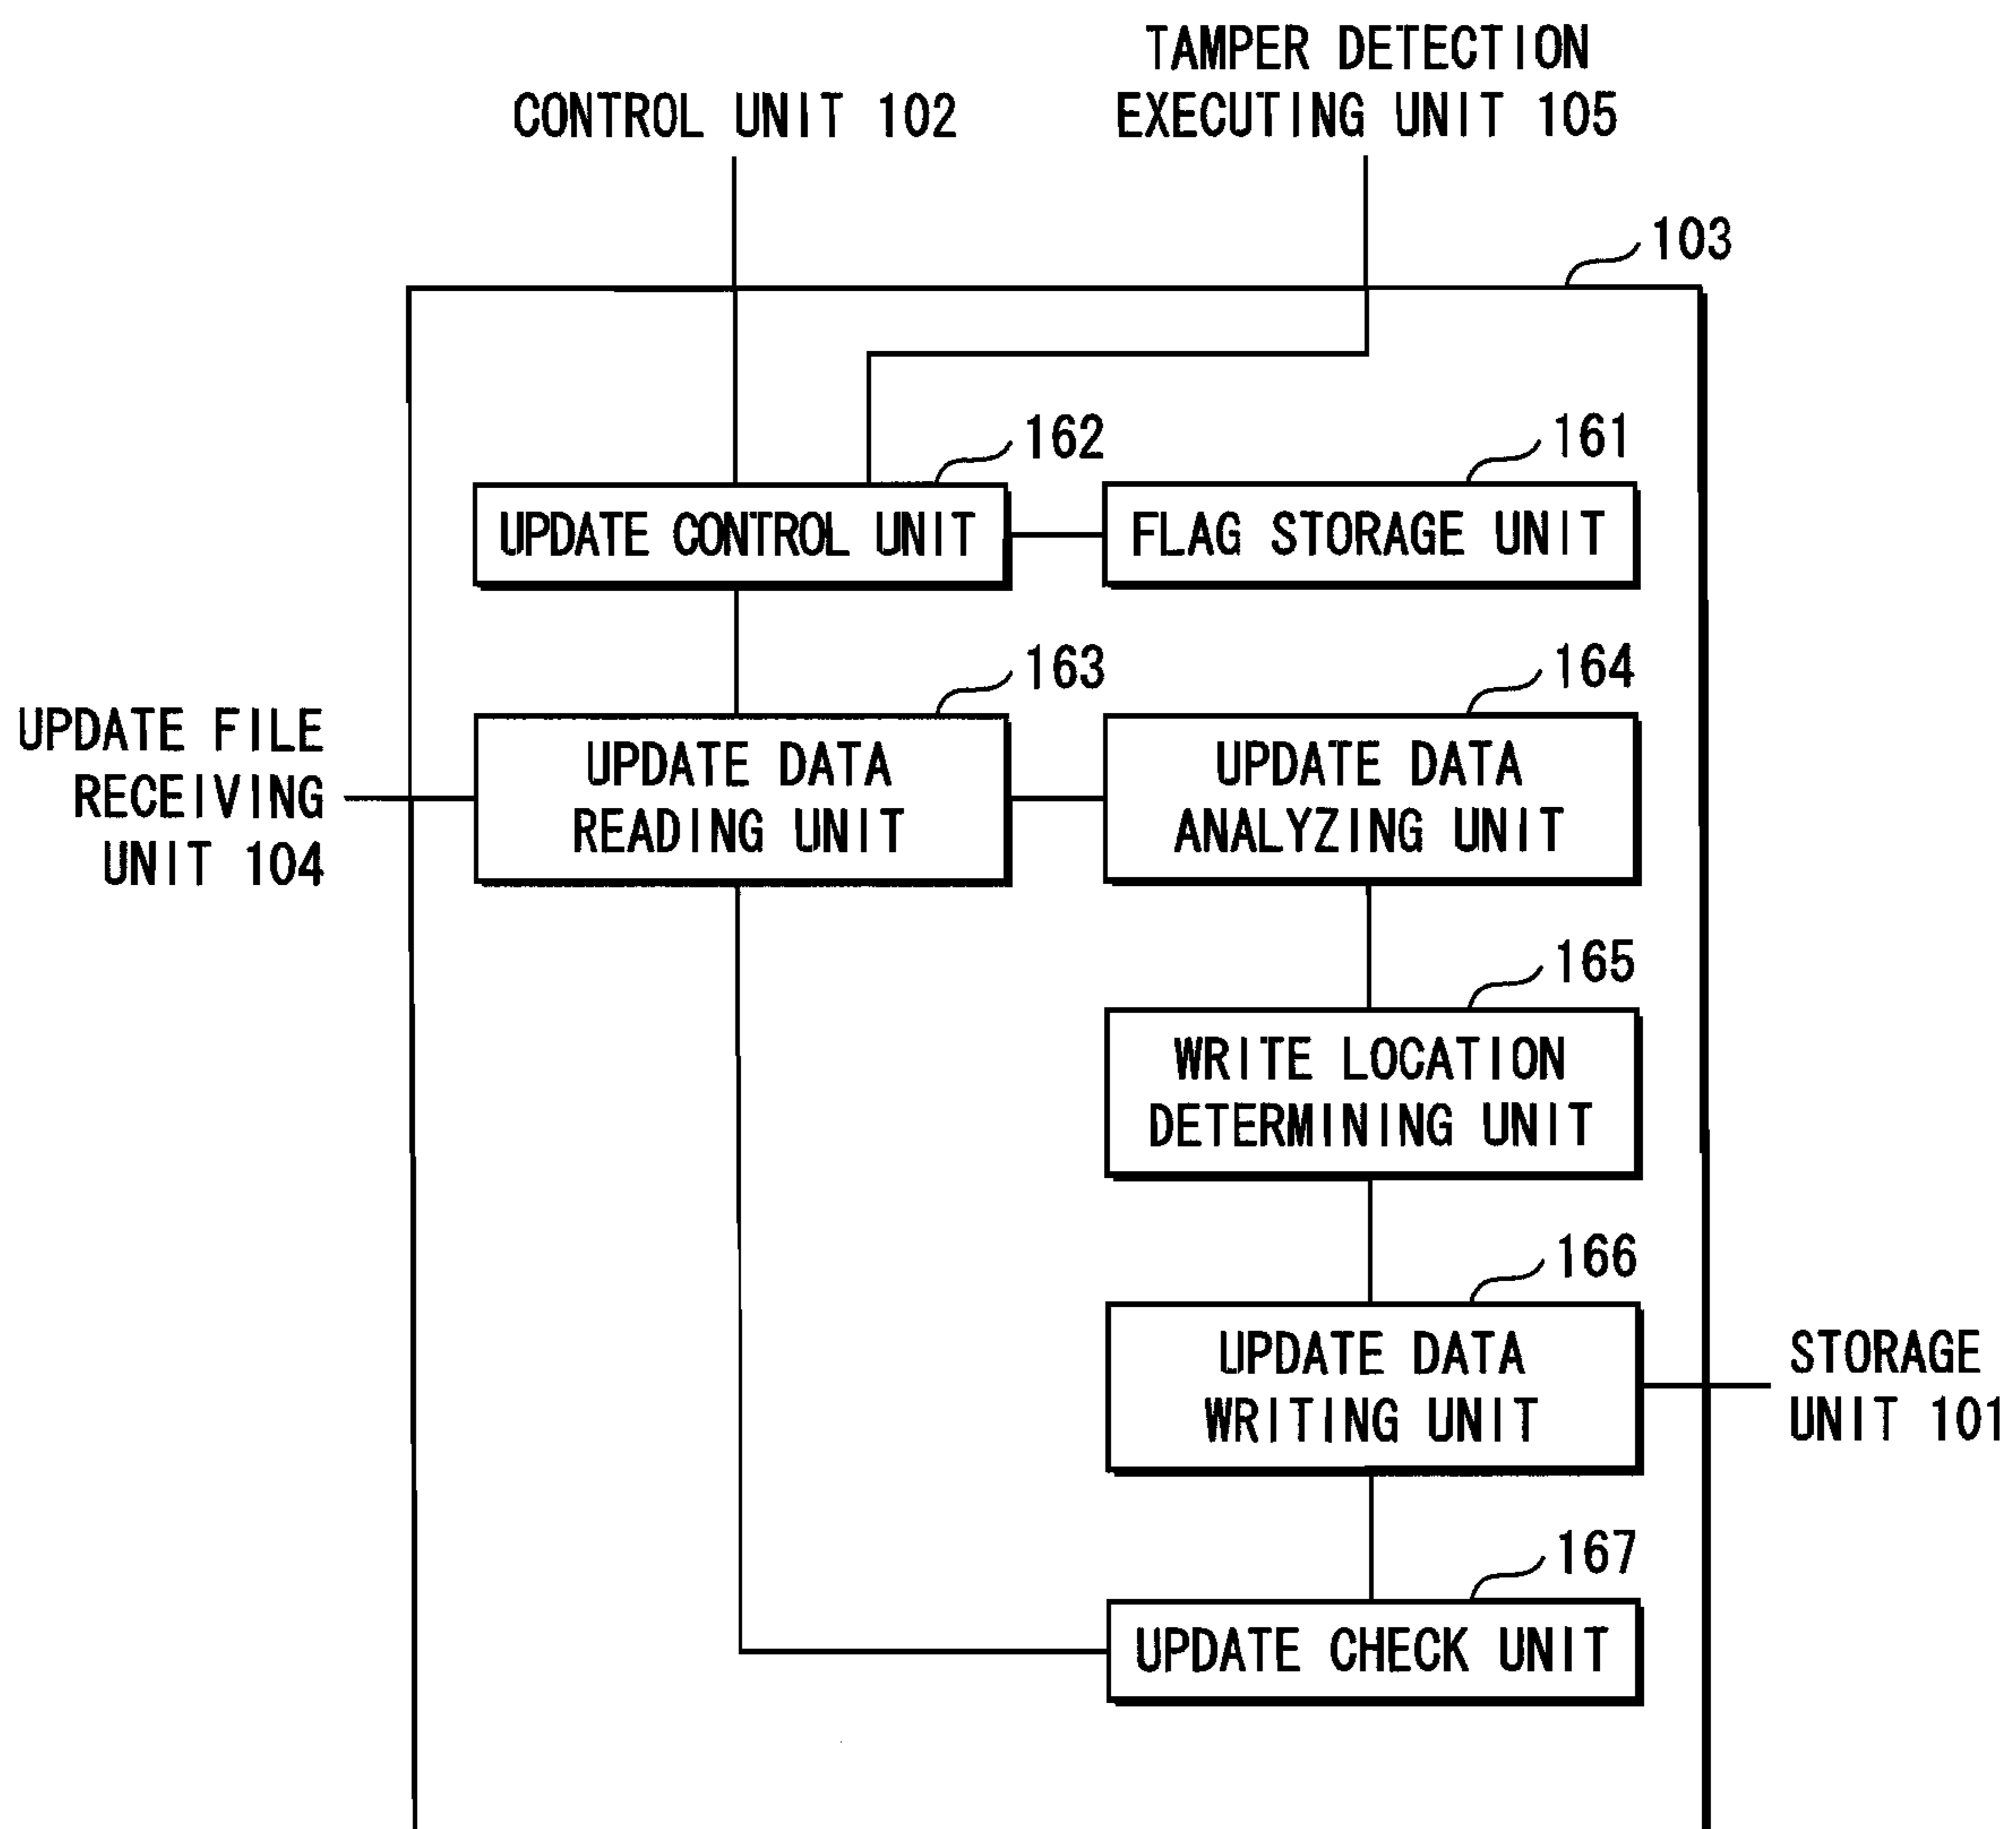 TAMPER DETECTION
EXECUTING UNIT 105
CONTROL UNIT 102
103
162
161
UPDATE CONTROL UNIT
FLAG STORAGE UNIT
163
164
UPDATE FILE
RECEIVING
UNIT 104
UPDATE DATA
READING UNIT
UPDATE DATA
ANALYZING UNIT
165
WRITE LOCATION
DETERMINING UNIT
166
UPDATE DATA
WRITING UNIT
STORAGE
UNIT 101
167
UPDATE CHECK UNIT